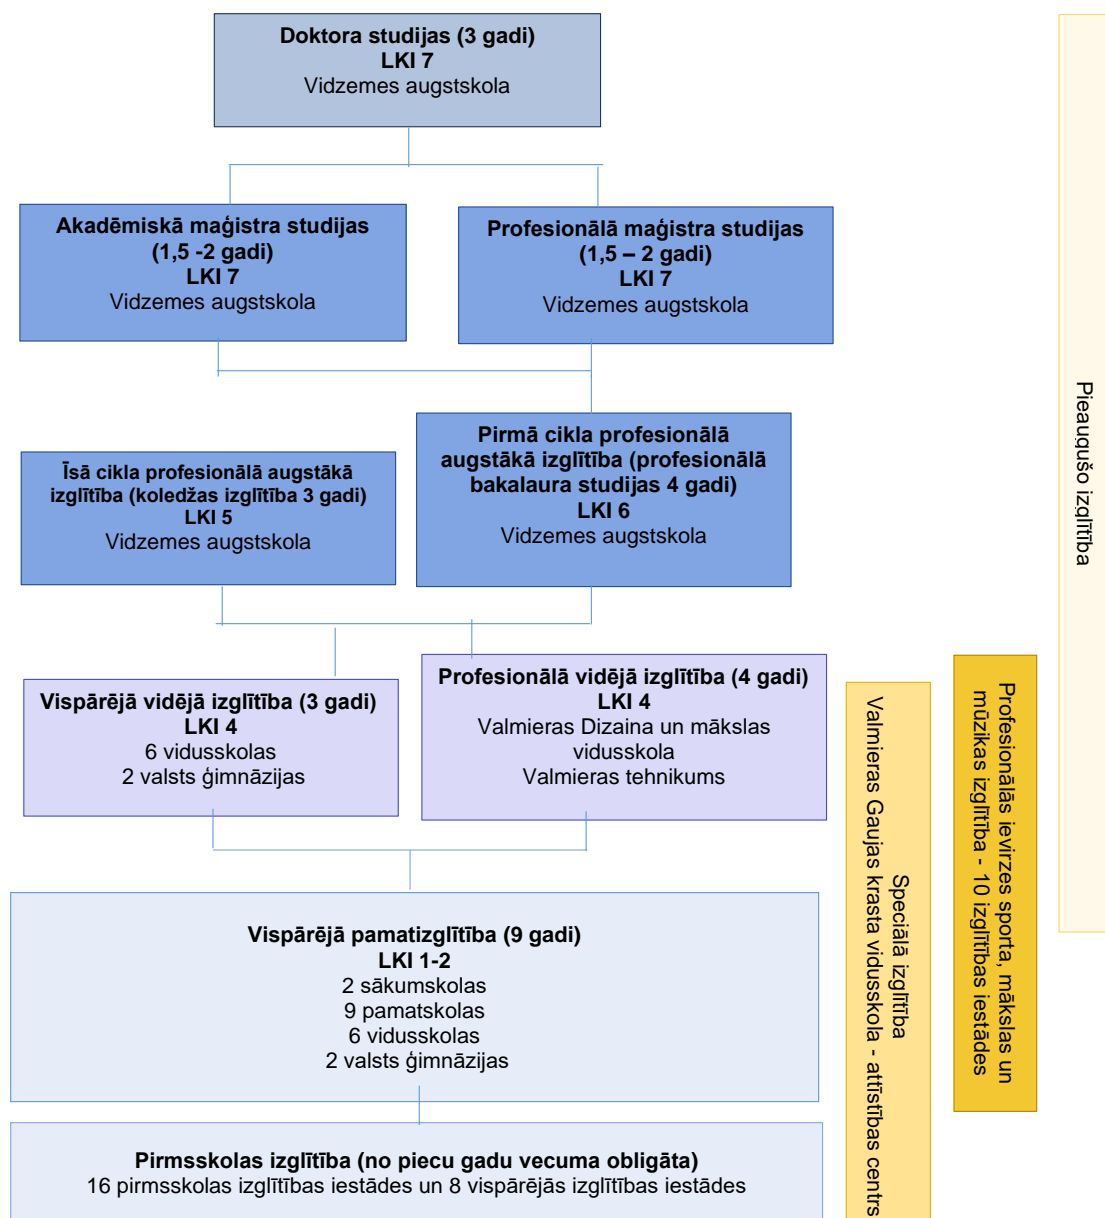 Doktora studijas (3 gadi)
LKI 7
Vidzemes augstskola
Akadēmiskā maģistra studijas
(1,5 -2 gadi)
LKI 7
Vidzemes augstskola
Profesionālā maģistra studijas
(1,5 – 2 gadi)
LKI 7
Vidzemes augstskola
Īsā cikla profesionālā augstākā
izglītība (koledžas izglītība 3 gadi)
LKI 5
Vidzemes augstskola
Pirmā cikla profesionālā
augstākā izglītība (profesionālā
bakalaura studijas 4 gadi)
LKI 6
Vidzemes augstskola
Vispārējā vidējā izglītība (3 gadi)
LKI 4
6 vidusskolas
2 valsts ģimnāzijas
Profesionālā vidējā izglītība (4 gadi)
LKI 4
Valmieras Dizaina un mākslas
vidusskola
Valmieras tehnikums
Vispārējā pamatizglītība (9 gadi)
LKI 1-2
2 sākumskolas
9 pamatskolas
6 vidusskolas
2 valsts ģimnāzijas
Pirmsskolas izglītība (no piecu gadu vecuma obligāta)
16 pirmsskolas izglītības iestādes un 8 vispārējās izglītības iestādes
Speciālā izglītība
Valmieras Gaujas krasta vidusskola - attīstības centrs
Profesionālās ievirzes sporta, mākslas un
mūzikas izglītība - 10 izglītības iestādes
Pieaugušo izglītība